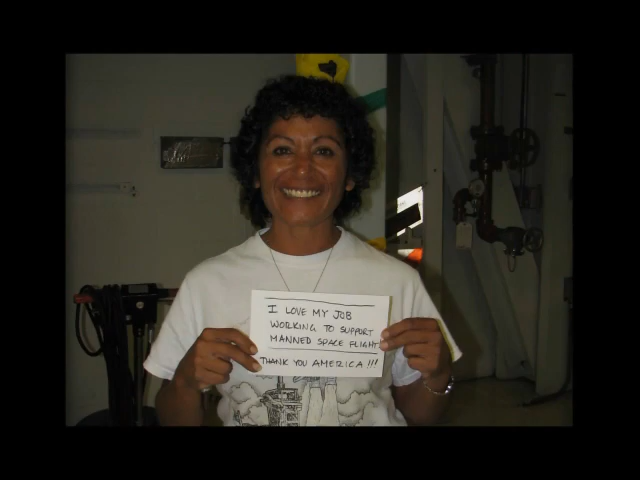 I LOVE MY JOB
WORKING TO SUPPORT
MANNED SPACE FLIGHT
THANK YOU AMERICA !!!